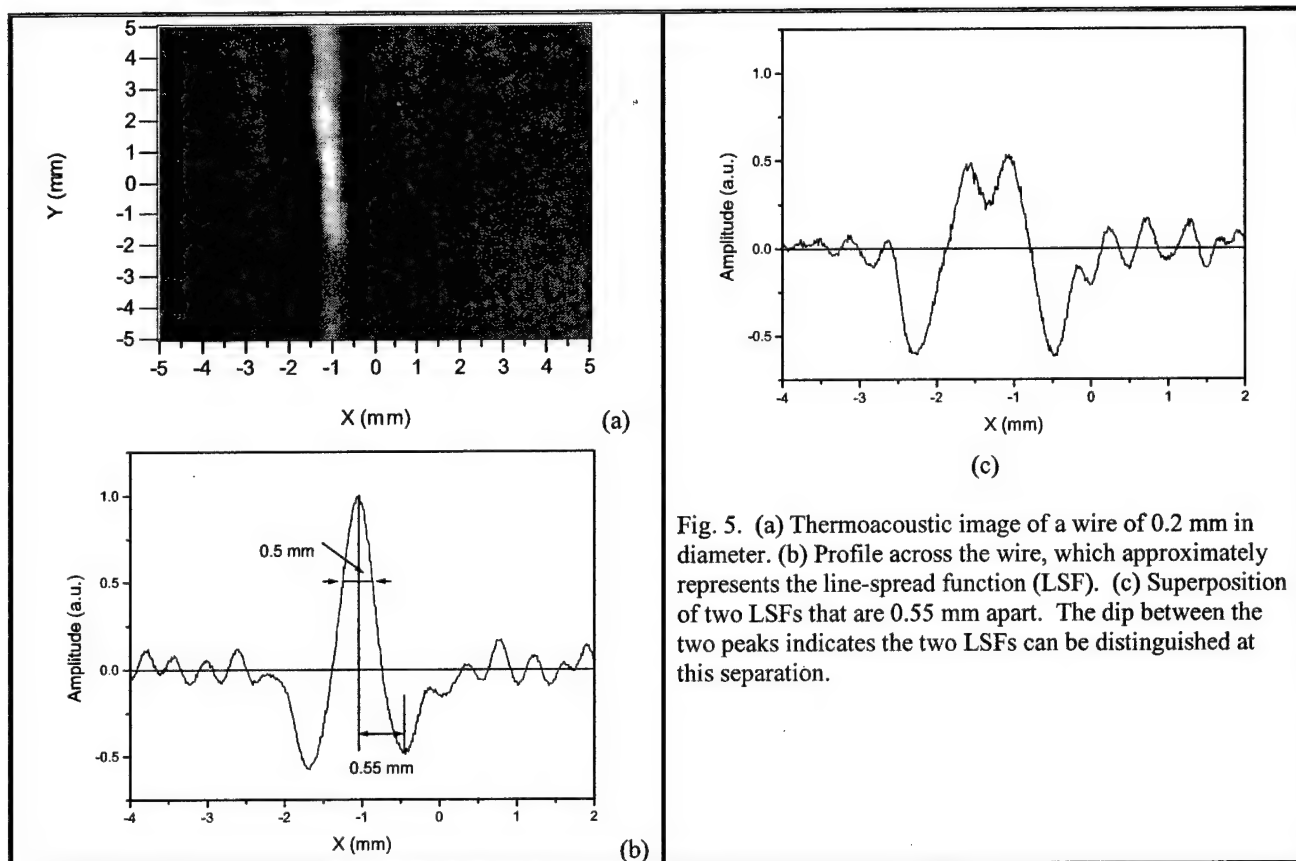 5
4
3
2
1
0
-1
-2
-3
-4
-5
Y (mm)
-5 -4 -3 -2 -1 0 1 2 3 4 5
X (mm)
(a)
1.0
0.5
0.0
-0.5
Amplitude (a.u.)
0.5 mm
0.55 mm
-4 -3 -2 -1 0 1 2
X (mm)
(b)
1.0
0.5
0.0
-0.5
Amplitude (a.u.)
-4 -3 -2 -1 0 1 2
X (mm)
(c)
Fig. 5. (a) Thermoacoustic image of a wire of 0.2 mm in
diameter. (b) Profile across the wire, which approximately
represents the line-spread function (LSF). (c) Superposition
of two LSFs that are 0.55 mm apart. The dip between the
two peaks indicates the two LSFs can be distinguished at
this separation.